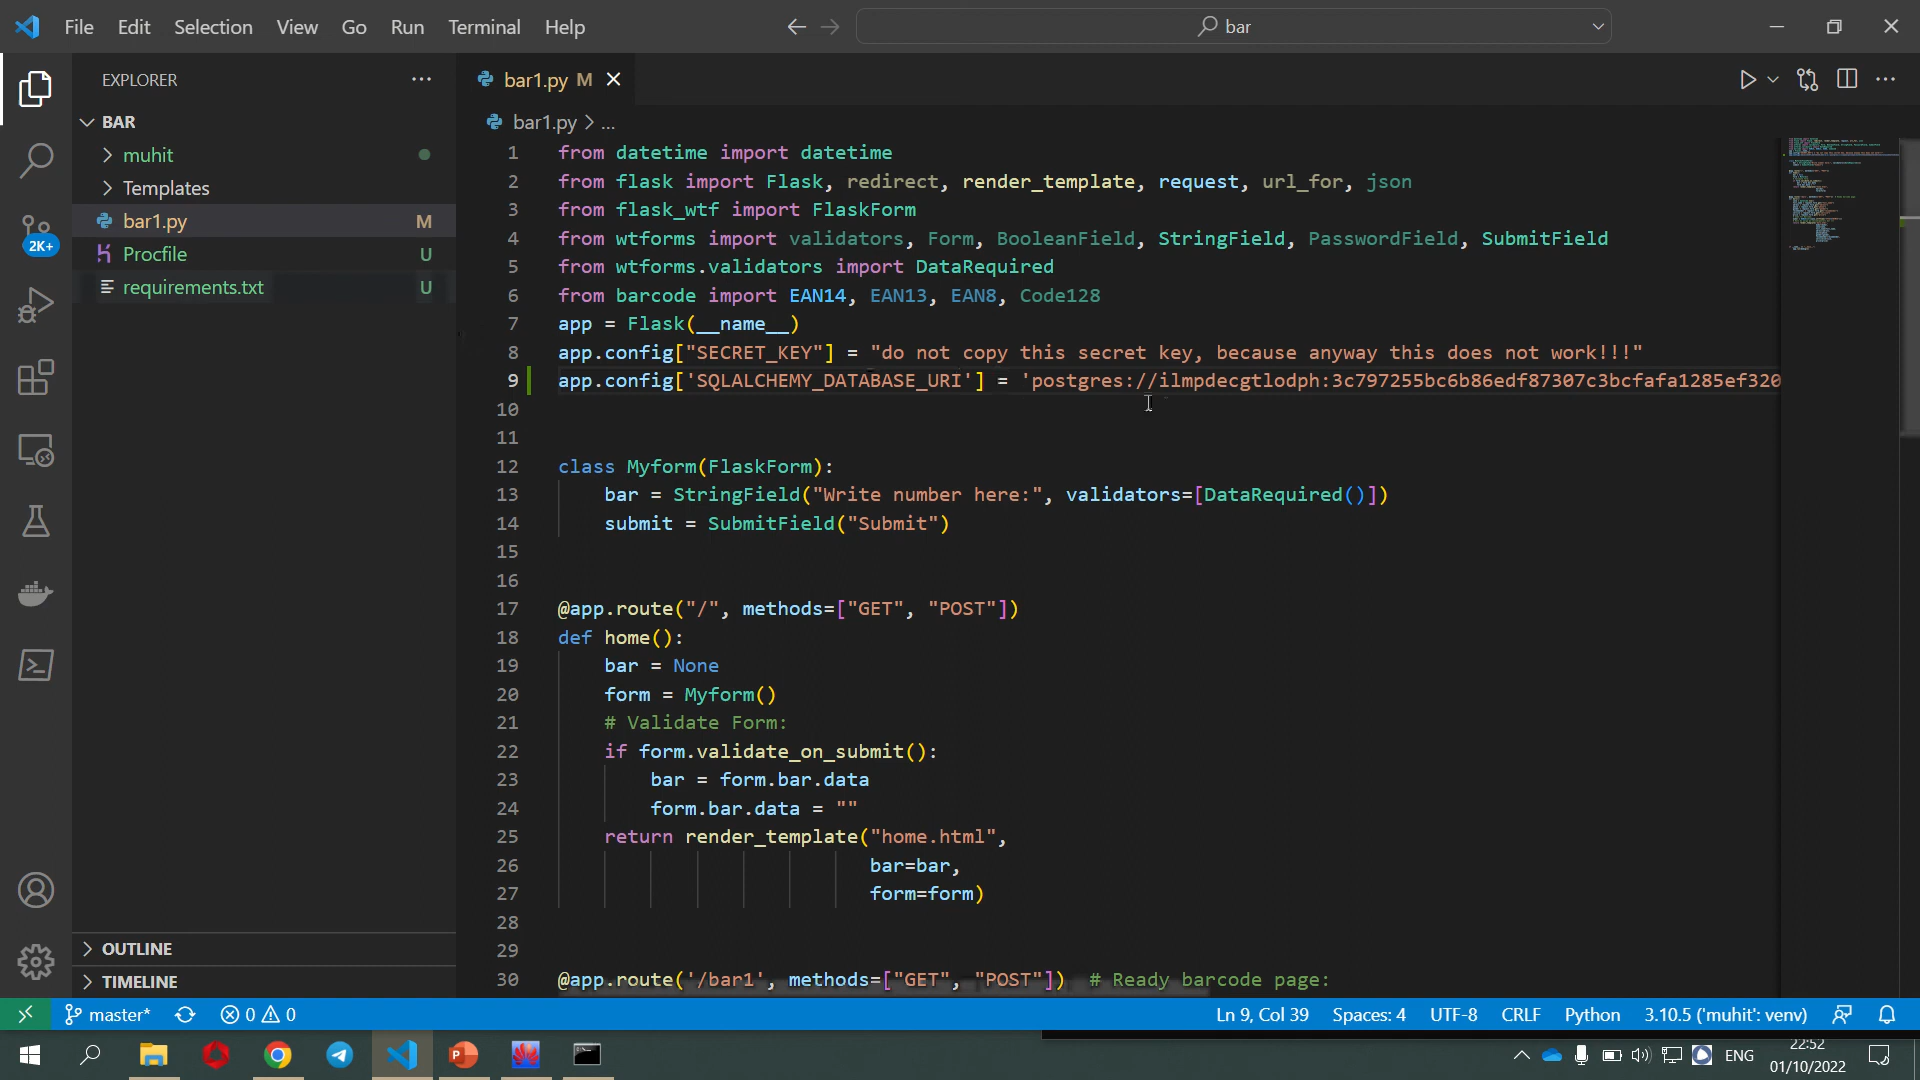 File Edit Selection View Go Run Terminal Help
bar
EXPLORER
bar1.py M
BAR
bar1.py > ...
muhit
Templates
bar1.py M
Procfile U
requirements.txt U
2K+
1 from datetime import datetime
2 from flask import Flask, redirect, render_template, request, url_for, json
3 from flask_wtf import FlaskForm
4 from wtforms import validators, Form, BooleanField, StringField, PasswordField, SubmitField
5 from wtforms.validators import DataRequired
6 from barcode import EAN14, EAN13, EAN8, Code128
7 app = Flask(__name__)
8 app.config["SECRET_KEY"] = "do not copy this secret key, because anyway this does not work!!!"
9 app.config['SQLALCHEMY_DATABASE_URI'] = 'postgres://ilmpdecgtlodph:3c797255bc6b86edf87307c3bcfafa1285ef320
10
11
12 class Myform(FlaskForm):
13 bar = StringField("Write number here:", validators=[DataRequired()])
14 submit = SubmitField("Submit")
15
16
17 @app.route("/", methods=["GET", "POST"])
18 def home():
19 bar = None
20 form = Myform()
21 # Validate Form:
22 if form.validate_on_submit():
23 bar = form.bar.data
24 form.bar.data = ""
25 return render_template("home.html",
26 bar=bar,
27 form=form)
28
29
30 @app.route('/bar1', methods=["GET", "POST"]) # Ready barcode page:
OUTLINE
TIMELINE
master* 0 0 Ln 9, Col 39 Spaces: 4 UTF-8 CRLF Python 3.10.5 ('muhit': venv)
ENG
22:52
01/10/2022